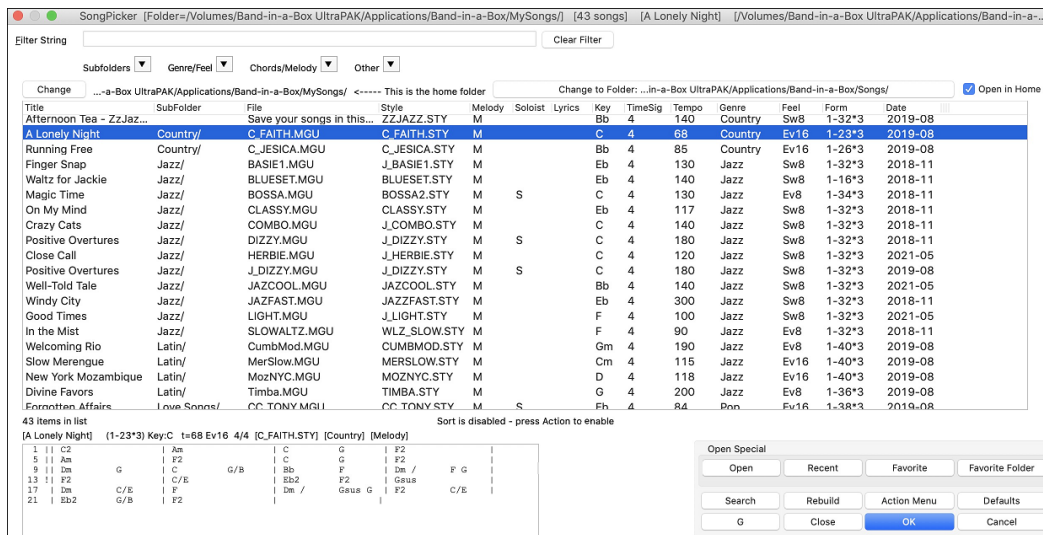 SongPicker [Folder=/Volumes/Band-in-a-Box UltraPAK/Applications/Band-in-a-Box/MySongs/] [43 songs] [A Lonely Night] [/Volumes/Band-in-a-Box UltraPAK/Applications/Band-in-a-...
Filter String Clear Filter
Subfolders ▼ Genre/Feel ▼ Chords/Melody ▼ Other ▼
Change ...-a-Box UltraPAK/Applications/Band-in-a-Box/MySongs/ <----- This is the home folder Change to Folder: ...in-a-Box UltraPAK/Applications/Band-in-a-Box/Songs/ Open in Home
Title SubFolder File Style Melody Soloist Lyrics Key TimeSig Tempo Genre Feel Form Date
Afternoon Tea - ZzJaz... Save your songs in this... ZZJAZZ.STY M Bb 4 140 Country Sw8 1-32*3 2019-08
A Lonely Night Country/ C_FAITH.MGU C_FAITH.STY M C 4 68 Country Ev16 1-23*3 2019-08
Running Free Country/ C_JESICA.MGU C_JESICA.STY M Bb 4 85 Country Ev16 1-26*3 2019-08
Finger Snap Jazz/ BASIE1.MGU J_BASIE1.STY M Eb 4 130 Jazz Sw8 1-32*3 2018-11
Waltz for Jackie Jazz/ BLUESET.MGU BLUESET.STY M Eb 4 140 Jazz Sw8 1-16*3 2018-11
Magic Time Jazz/ BOSSA.MGU BOSSA2.STY M S C 4 130 Jazz Ev8 1-34*3 2018-11
On My Mind Jazz/ CLASSY.MGU CLASSY.STY M Eb 4 117 Jazz Sw8 1-32*3 2018-11
Crazy Cats Jazz/ COMBO.MGU J_COMBO.STY M C 4 140 Jazz Sw8 1-32*3 2018-11
Positive Overtures Jazz/ DIZZY.MGU J_DIZZY.STY M S C 4 180 Jazz Sw8 1-32*3 2018-11
Close Call Jazz/ HERBIE.MGU J_HERBIE.STY M C 4 120 Jazz Sw8 1-32*3 2021-05
Positive Overtures Jazz/ J_DIZZY.MGU J_DIZZY.STY M S C 4 180 Jazz Sw8 1-32*3 2019-08
Well-Told Tale Jazz/ JAZCOOL.MGU JAZCOOL.STY M Bb 4 140 Jazz Sw8 1-32*3 2021-05
Windy City Jazz/ JAZFAST.MGU JAZZFAST.STY M Eb 4 300 Jazz Sw8 1-32*3 2018-11
Good Times Jazz/ LIGHT.MGU J_LIGHT.STY M F 4 100 Jazz Sw8 1-32*3 2021-05
In the Mist Jazz/ SLOWALTZ.MGU WLZ_SLOW.STY M F 4 90 Jazz Ev8 1-32*3 2018-11
Welcoming Rio Latin/ CumbMod.MGU CUMBMOD.STY M Gm 4 190 Jazz Ev8 1-40*3 2019-08
Slow Merengue Latin/ MerSlow.MGU MERSLOW.STY M Cm 4 115 Jazz Ev16 1-40*3 2019-08
New York Mozambique Latin/ MozNYC.MGU MOZNYC.STY M D 4 118 Jazz Ev16 1-40*3 2019-08
Divine Favors Latin/ Timba.MGU TIMBA.STY M G 4 200 Jazz Ev8 1-36*3 2019-08
Forgotten Affairs Love Songs/ CC_TONY.MGU CC_TONY.STY M S Eb 4 84 Pop Ev16 1-38*3 2019-08
43 items in list Sort is disabled - press Action to enable
[A Lonely Night] (1-23*3) Key:C t=68 Ev16 4/4 [C_FAITH.STY] [Country] [Melody]
1 || C2 | Am | C G | F2 |
5 || Am | F2 | C G | F2 |
9 || Dm G | C G/B | Bb F | Dm / F G |
13 !| F2 | C/E | Eb2 F2 | Gsus |
17 | Dm C/E | F | Dm / Gsus G | F2 C/E |
21 | Eb2 G/B | F2 | |
Open Special
Open Recent Favorite Favorite Folder
Search Rebuild Action Menu Defaults
G Close OK Cancel